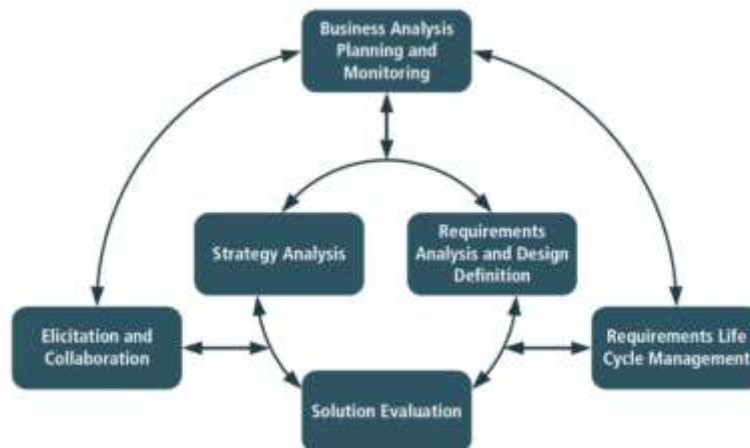 Business Analysis
Planning and
Monitoring
Strategy Analysis
Requirements
Analysis and Design
Definition
Elicitation and
Collaboration
Requirements Life
Cycle Management
Solution Evaluation